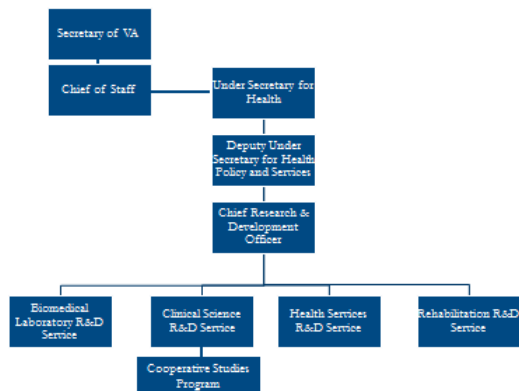 Secretary of VA
Chief of Staff
Under Secretary for
Health
Deputy Under
Secretary for Health
Policy and Services
Chief Research &
Development
Officer
Biomedical
Laboratory R&D
Service
Clinical Science
R&D Service
Health Services
R&D Service
Rehabilitation R&D
Service
Cooperative Studies
Program